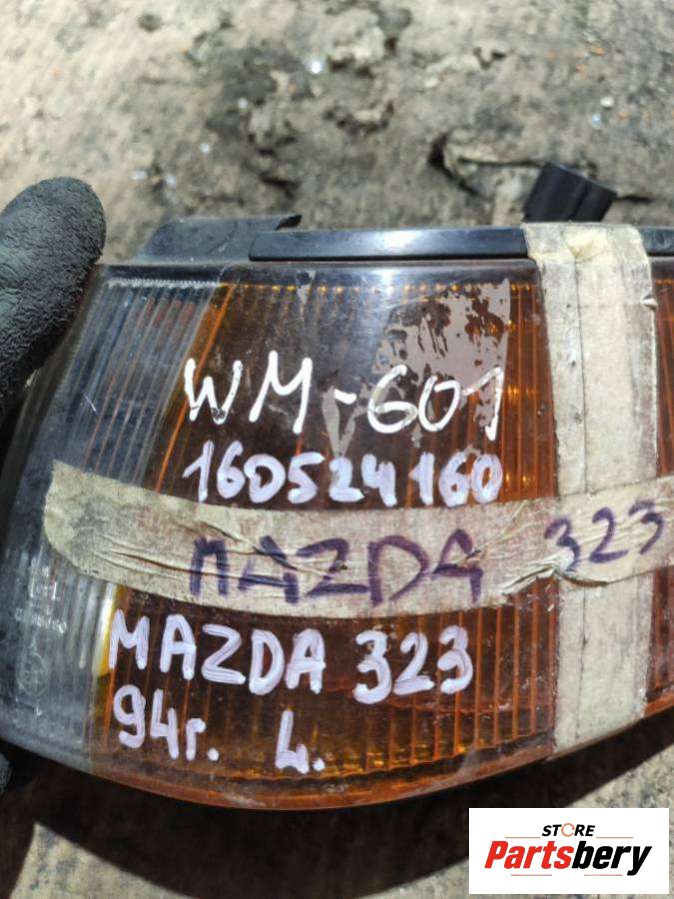 WM-601
160524160
MAZDA 323
MAZDA 323
94г. L.
STORE
Partsbery